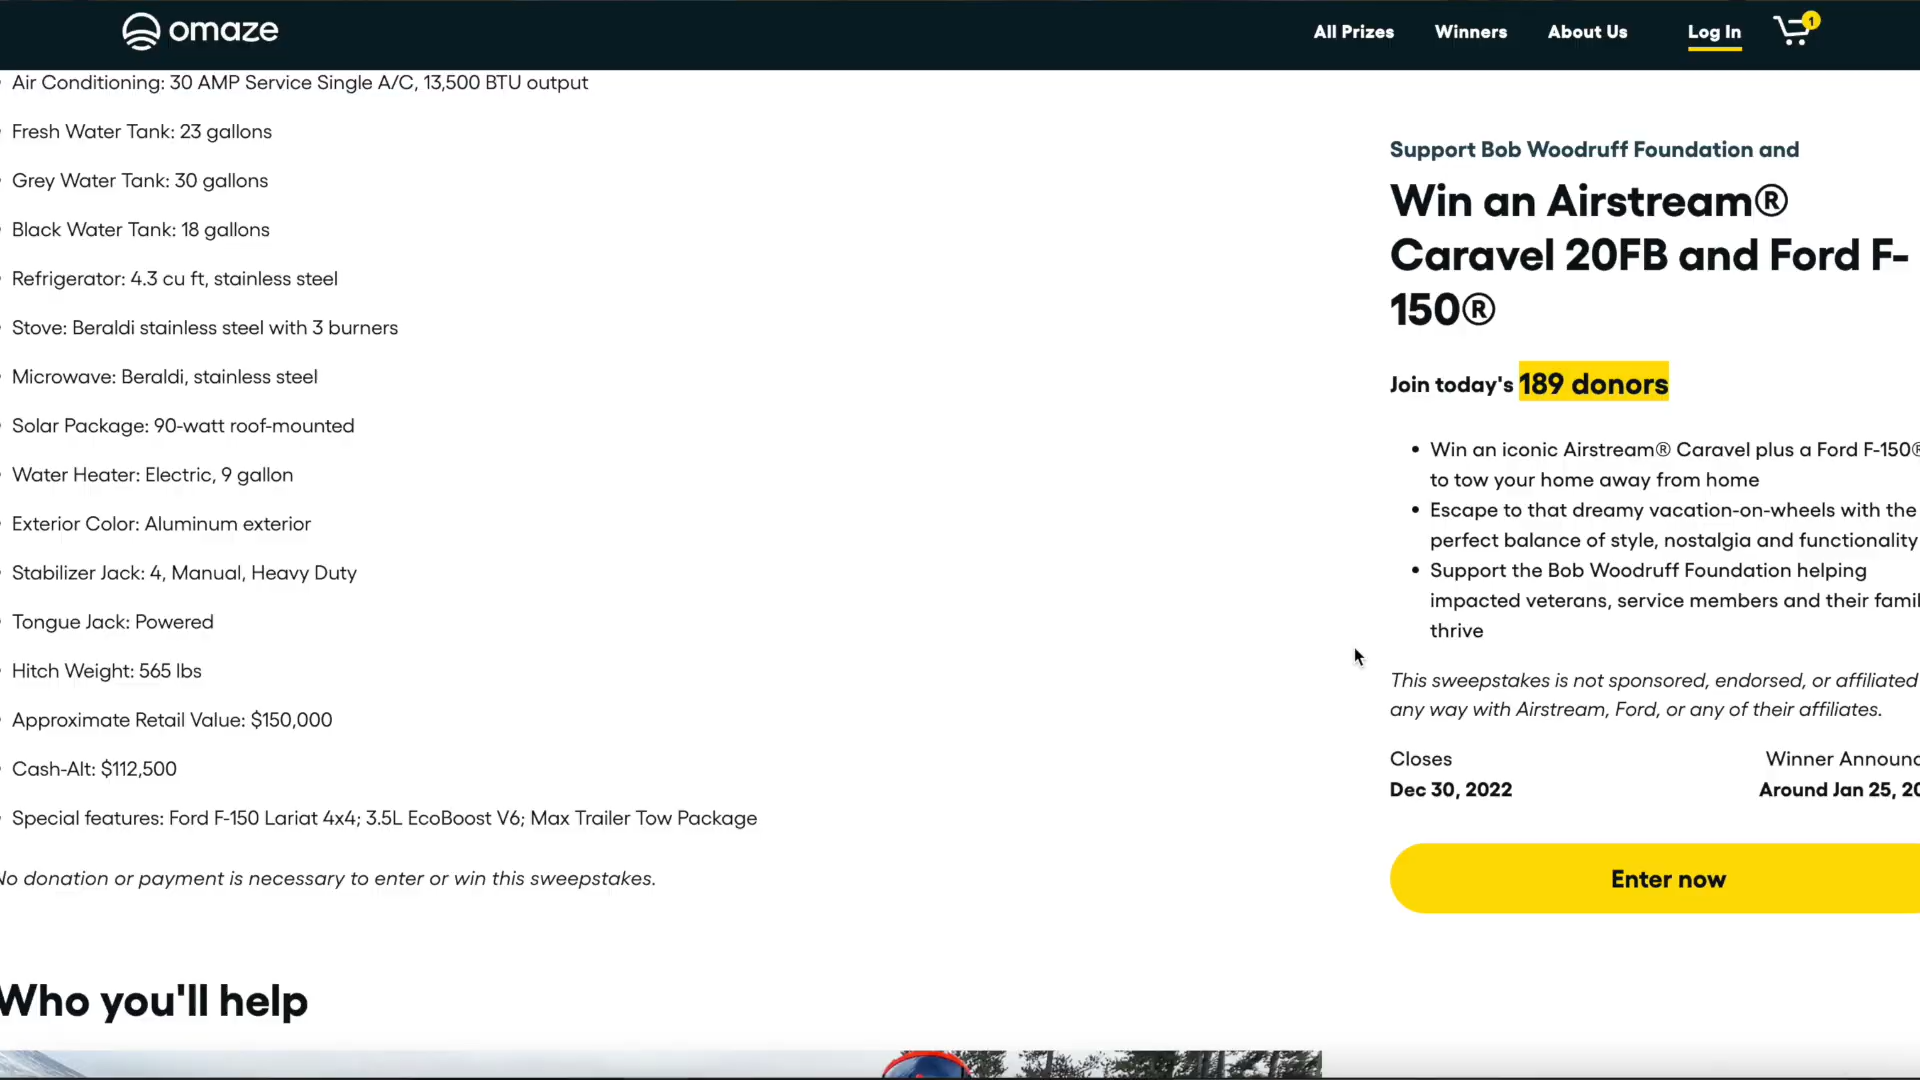 omaze
All Prizes
Winners
About Us
Log In
1
Air Conditioning: 30 AMP Service Single A/C, 13,500 BTU output
Fresh Water Tank: 23 gallons
Grey Water Tank: 30 gallons
Black Water Tank: 18 gallons
Refrigerator: 4.3 cu ft, stainless steel
Stove: Beraldi stainless steel with 3 burners
Microwave: Beraldi, stainless steel
Solar Package: 90-watt roof-mounted
Water Heater: Electric, 9 gallon
Exterior Color: Aluminum exterior
Stabilizer Jack: 4, Manual, Heavy Duty
Tongue Jack: Powered
Hitch Weight: 565 lbs
Approximate Retail Value: $150,000
Cash-Alt: $112,500
Special features: Ford F-150 Lariat 4x4; 3.5L EcoBoost V6; Max Trailer Tow Package
No donation or payment is necessary to enter or win this sweepstakes.
Who you'll help
Support Bob Woodruff Foundation and
Win an Airstream®
Caravel 20FB and Ford F-
150®
Join today's 189 donors
• Win an iconic Airstream® Caravel plus a Ford F-150®
to tow your home away from home
• Escape to that dreamy vacation-on-wheels with the
perfect balance of style, nostalgia and functionality
• Support the Bob Woodruff Foundation helping
impacted veterans, service members and their famil
thrive
This sweepstakes is not sponsored, endorsed, or affiliated
any way with Airstream, Ford, or any of their affiliates.
Closes
Dec 30, 2022
Winner Announc
Around Jan 25, 20
Enter now